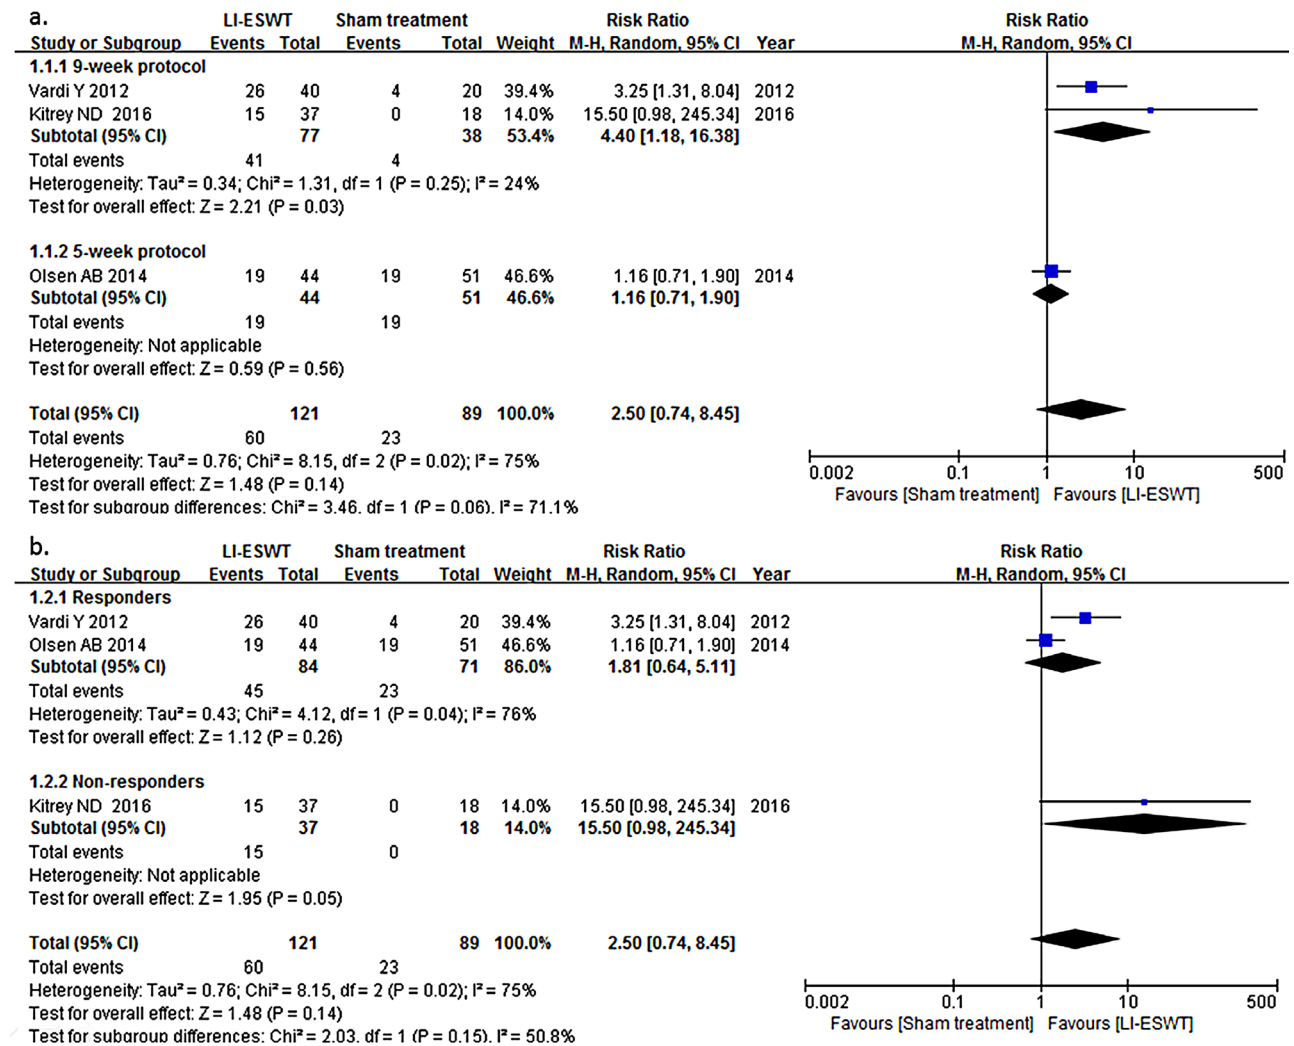 a.
LI-ESWT Sham treatment Risk Ratio Risk Ratio
Study or Subgroup Events Total Events Total Weight M-H, Random, 95% CI Year M-H, Random, 95% CI
1.1.1 9-week protocol
Vardi Y 2012 26 40 4 20 39.4% 3.25 [1.31, 8.04] 2012
Kitrey ND 2016 15 37 0 18 14.0% 15.50 [0.98, 245.34] 2016
Subtotal (95% CI) 77 38 53.4% 4.40 [1.18, 16.38]
Total events 41 4
Heterogeneity: Tau² = 0.34; Chi² = 1.31, df = 1 (P = 0.25); I² = 24%
Test for overall effect: Z = 2.21 (P = 0.03)
1.1.2 5-week protocol
Olsen AB 2014 19 44 19 51 46.6% 1.16 [0.71, 1.90] 2014
Subtotal (95% CI) 44 51 46.6% 1.16 [0.71, 1.90]
Total events 19 19
Heterogeneity: Not applicable
Test for overall effect: Z = 0.59 (P = 0.56)
Total (95% CI) 121 89 100.0% 2.50 [0.74, 8.45]
Total events 60 23
Heterogeneity: Tau² = 0.76; Chi² = 8.15, df = 2 (P = 0.02); I² = 75%
Test for overall effect: Z = 1.48 (P = 0.14)
Test for subgroup differences: Chi² = 3.46, df = 1 (P = 0.06), I² = 71.1%
0.002 0.1 1 10 500
Favours [Sham treatment] Favours [LI-ESWT]
b.
LI-ESWT Sham treatment Risk Ratio Risk Ratio
Study or Subgroup Events Total Events Total Weight M-H, Random, 95% CI Year M-H, Random, 95% CI
1.2.1 Responders
Vardi Y 2012 26 40 4 20 39.4% 3.25 [1.31, 8.04] 2012
Olsen AB 2014 19 44 19 51 46.6% 1.16 [0.71, 1.90] 2014
Subtotal (95% CI) 84 71 86.0% 1.81 [0.64, 5.11]
Total events 45 23
Heterogeneity: Tau² = 0.43; Chi² = 4.12, df = 1 (P = 0.04); I² = 76%
Test for overall effect: Z = 1.12 (P = 0.26)
1.2.2 Non-responders
Kitrey ND 2016 15 37 0 18 14.0% 15.50 [0.98, 245.34] 2016
Subtotal (95% CI) 37 18 14.0% 15.50 [0.98, 245.34]
Total events 15 0
Heterogeneity: Not applicable
Test for overall effect: Z = 1.95 (P = 0.05)
Total (95% CI) 121 89 100.0% 2.50 [0.74, 8.45]
Total events 60 23
Heterogeneity: Tau² = 0.76; Chi² = 8.15, df = 2 (P = 0.02); I² = 75%
Test for overall effect: Z = 1.48 (P = 0.14)
Test for subgroup differences: Chi² = 2.03, df = 1 (P = 0.15), I² = 50.8%
0.002 0.1 1 10 500
Favours [Sham treatment] Favours [LI-ESWT]